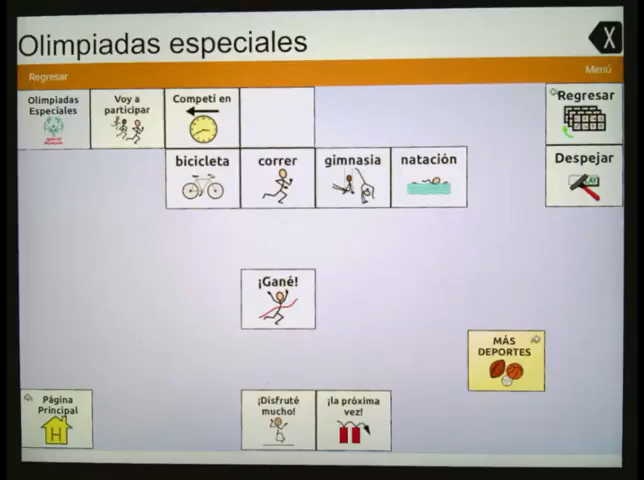 Olimpiadas especiales
X
Regresar
Menú
Olimpiadas
Especiales
Voy a
participar
Competí en
Regresar
bicicleta
correr
gimnasia
natación
Despejar
¡Gané!
MÁS
DEPORTES
Página
Principal
H
¡Disfruté
mucho!
¡la próxima
vez!